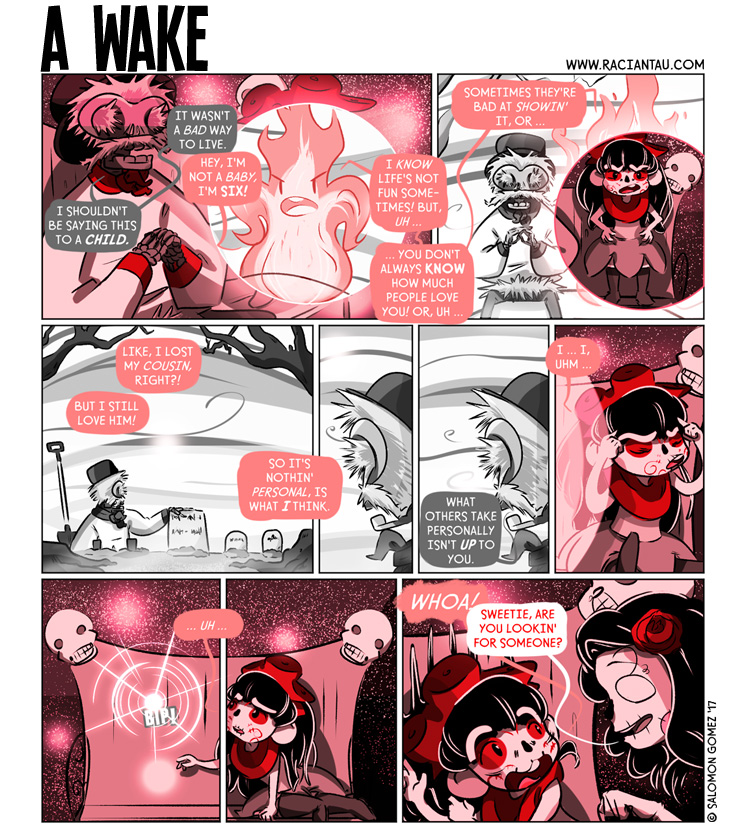 A WAKE
WWW.RACIANTAU.COM
IT WASN'T
A BAD WAY
TO LIVE.
HEY, I'M
NOT A BABY,
I'M SIX!
I SHOULDN'T
BE SAYING THIS
TO A CHILD.
I KNOW
LIFE'S NOT
FUN SOME-
TIMES! BUT,
UH ...
... YOU DON'T
ALWAYS KNOW
HOW MUCH
PEOPLE LOVE
YOU! OR, UH ...
SOMETIMES THEY'RE
BAD AT SHOWIN'
IT, OR ...
LIKE, I LOST
MY COUSIN,
RIGHT?!
BUT I STILL
LOVE HIM!
SO IT'S
NOTHIN'
PERSONAL, IS
WHAT I THINK.
WHAT
OTHERS TAKE
PERSONALLY
ISN'T UP TO
YOU.
I ... I,
UHM ...
... UH ...
BIP!
WHOA!
SWEETIE, ARE
YOU LOOKIN'
FOR SOMEONE?
© SALOMON GOMEZ '17